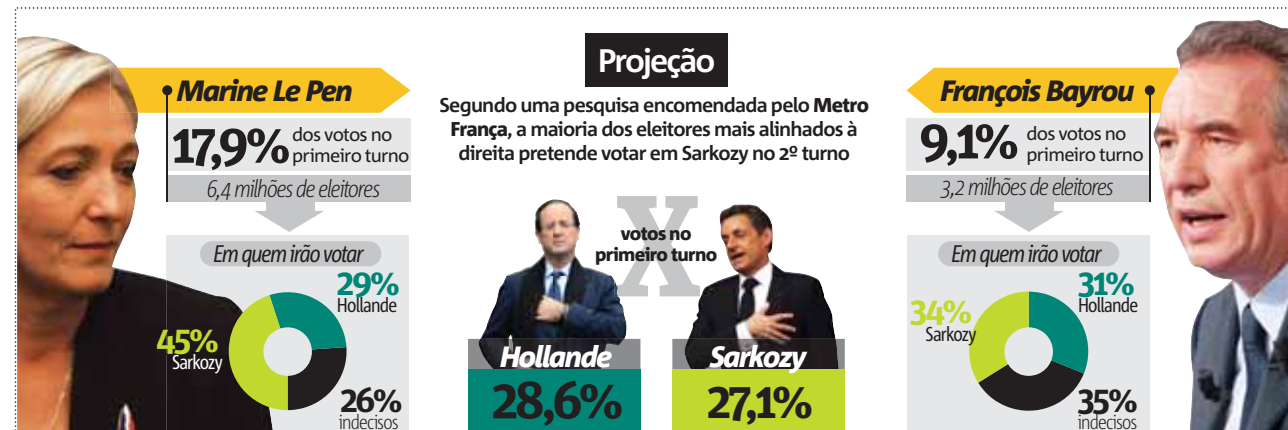 Projeção
Segundo uma pesquisa encomendada pelo Metro
França, a maioria dos eleitores mais alinhados à
direita pretende votar em Sarkozy no 2º turno
Marine Le Pen
17,9% dos votos no
primeiro turno
6,4 milhões de eleitores
Em quem irão votar
29%
Hollande
45%
Sarkozy
26%
indecisos
X
votos no
primeiro turno
Hollande
28,6%
Sarkozy
27,1%
François Bayrou
9,1% dos votos no
primeiro turno
3,2 milhões de eleitores
Em quem irão votar
31%
Hollande
34%
Sarkozy
35%
indecisos